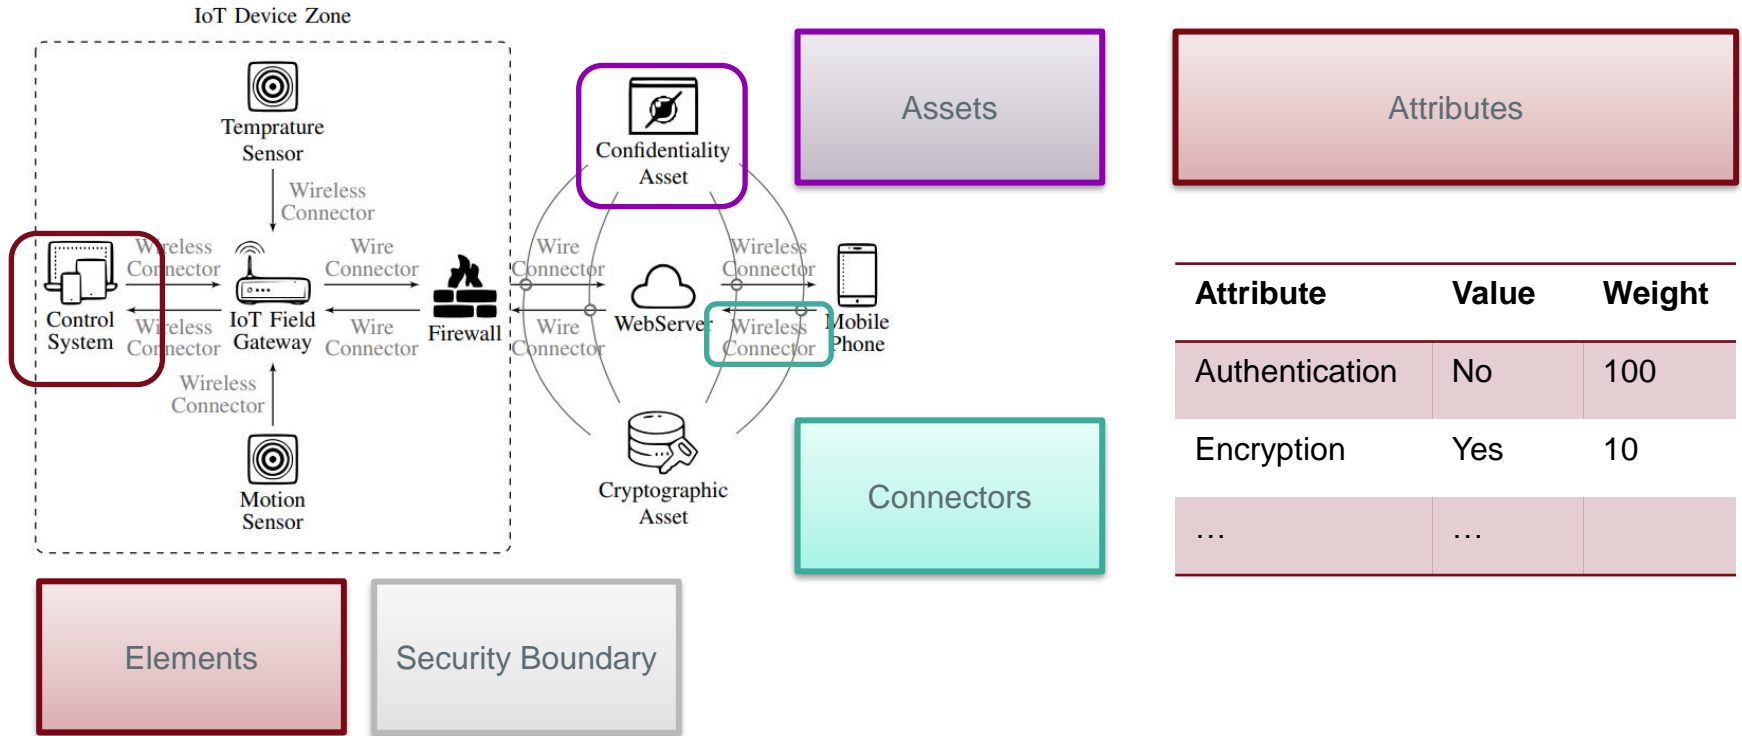 IoT Device Zone
Temprature
Sensor
Wireless
Connector
Wireless
Connector
Wireless
Connector
Control
System
IoT Field
Gateway
Wire
Connector
Wire
Connector
Firewall
Wireless
Connector
Motion
Sensor
Confidentiality
Asset
Wire
Connector
Wire
Connector
WebServer
Wireless
Connector
Wireless
Connector
Mobile
Phone
Cryptographic
Asset
Assets
Connectors
Elements
Security Boundary
Attributes
Attribute Value Weight
Authentication No 100
Encryption Yes 10
… …